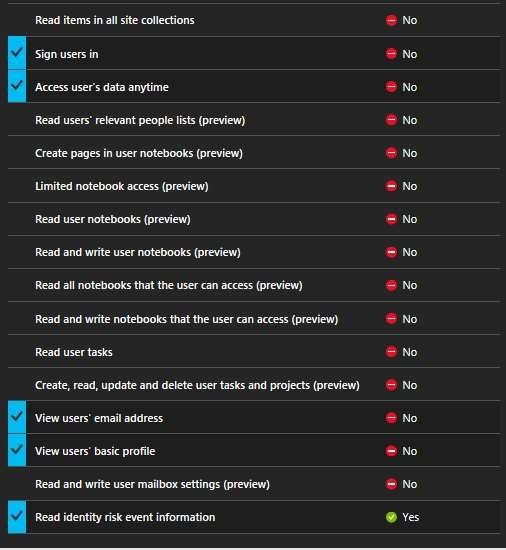 Read items in all site collections No
Sign users in No
Access user's data anytime No
Read users' relevant people lists (preview) No
Create pages in user notebooks (preview) No
Limited notebook access (preview) No
Read user notebooks (preview) No
Read and write user notebooks (preview) No
Read all notebooks that the user can access (preview) No
Read and write notebooks that the user can access (preview) No
Read user tasks No
Create, read, update and delete user tasks and projects (preview) No
View users' email address No
View users' basic profile No
Read and write user mailbox settings (preview) No
Read identity risk event information Yes